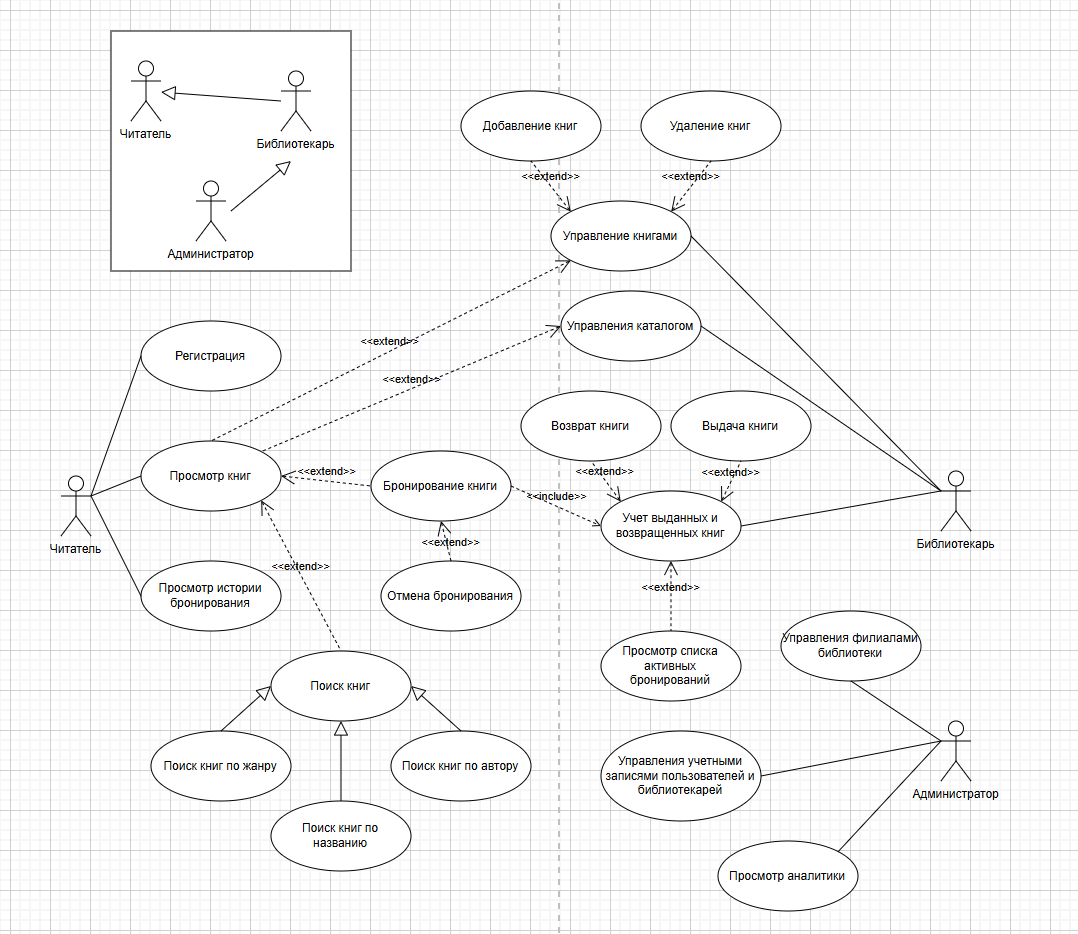 Читатель
Библиотекарь
Администратор
Добавление книг
Удаление книг
<<extend>>
<<extend>>
Управление книгами
Управления каталогом
<<extend>>
<<extend>>
Регистрация
Просмотр книг
<<extend>>
Бронирование книги
Возврат книги
Выдача книги
<<extend>>
<<extend>>
<<include>>
Учет выданных и
возвращенных книг
Читатель
Библиотекарь
<<extend>>
<<extend>>
<<extend>>
Просмотр истории
бронирования
Отмена бронирования
Просмотр списка
активных
бронирований
Управления филиалами
библиотеки
Поиск книг
Поиск книг по жанру
Поиск книг по автору
Поиск книг по
названию
Управления учетными
записями пользователей и
библиотекарей
Администратор
Просмотр аналитики